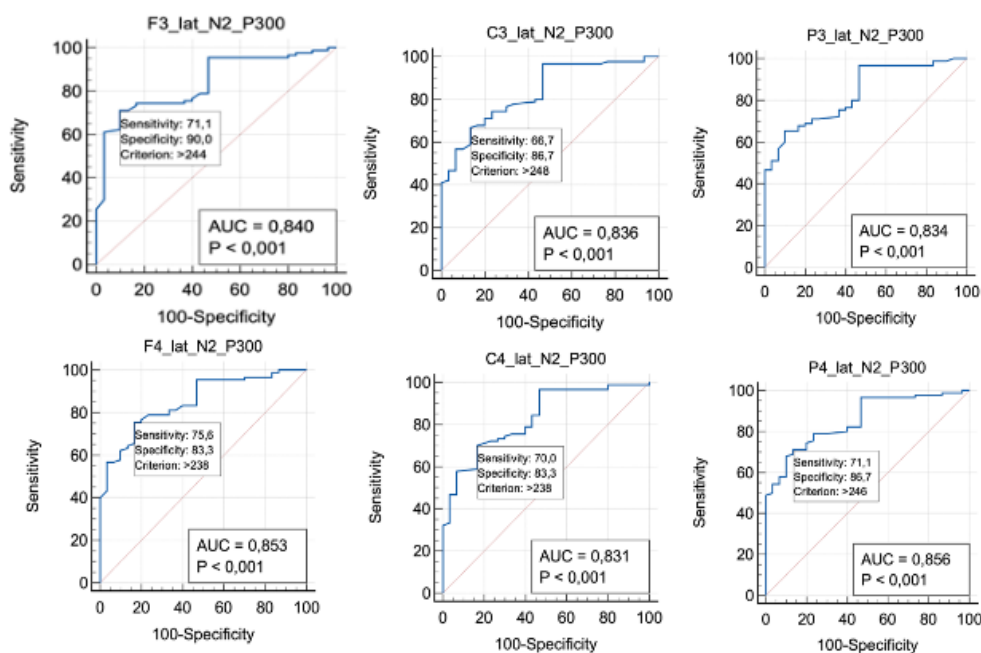 F3_lat_N2_P300
Sensitivity
100
80
60
40
20
0
Sensitivity: 71,1
Specificity: 90,0
Criterion: >244
AUC = 0,840
P < 0,001
0 20 40 60 80 100
100-Specificity
C3_lat_N2_P300
Sensitivity
100
80
60
40
20
0
Sensitivity: 66,7
Specificity: 86,7
Criterion: >248
AUC = 0,836
P < 0,001
0 20 40 60 80 100
100-Specificity
P3_lat_N2_P300
Sensitivity
100
80
60
40
20
0
AUC = 0,834
P < 0,001
0 20 40 60 80 100
100-Specificity
F4_lat_N2_P300
Sensitivity
100
80
60
40
20
0
Sensitivity: 75,6
Specificity: 83,3
Criterion: >238
AUC = 0,853
P < 0,001
0 20 40 60 80 100
100-Specificity
C4_lat_N2_P300
Sensitivity
100
80
60
40
20
0
Sensitivity: 70,0
Specificity: 83,3
Criterion: >238
AUC = 0,831
P < 0,001
0 20 40 60 80 100
100-Specificity
P4_lat_N2_P300
Sensitivity
100
80
60
40
20
0
Sensitivity: 71,1
Specificity: 86,7
Criterion: >246
AUC = 0,856
P < 0,001
0 20 40 60 80 100
100-Specificity